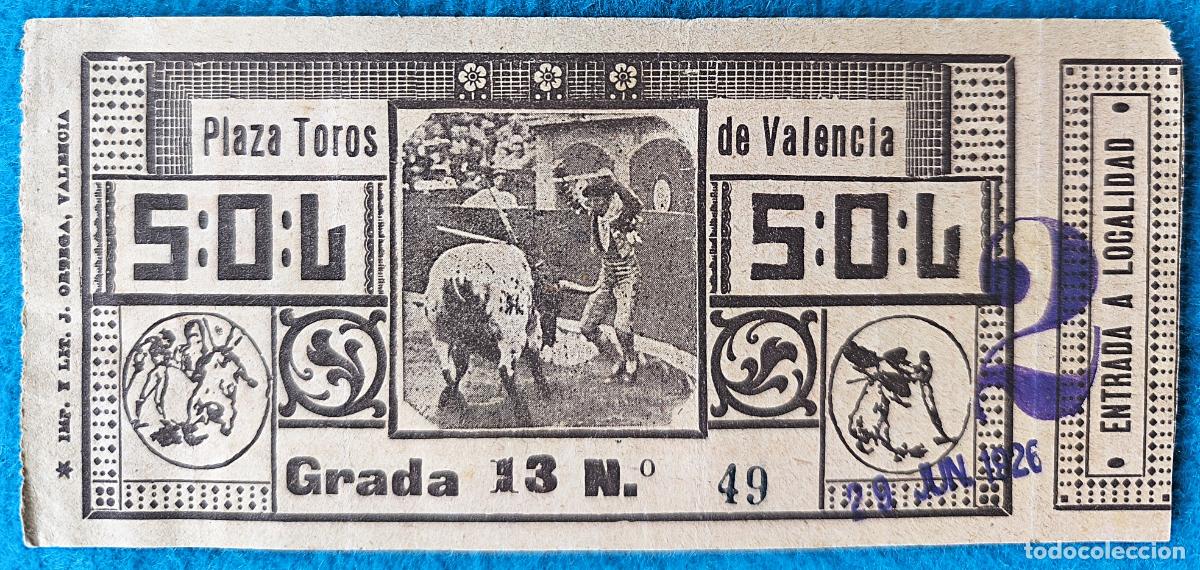 Plaza Toros de Valencia
S:O:L S:O:L
Grada 13 N.º 49
2
29 JUN. 1926
ENTRADA A LOCALIDAD
* IMP. Y LIT. J. ORTEGA, VALENCIA
todocoleccion